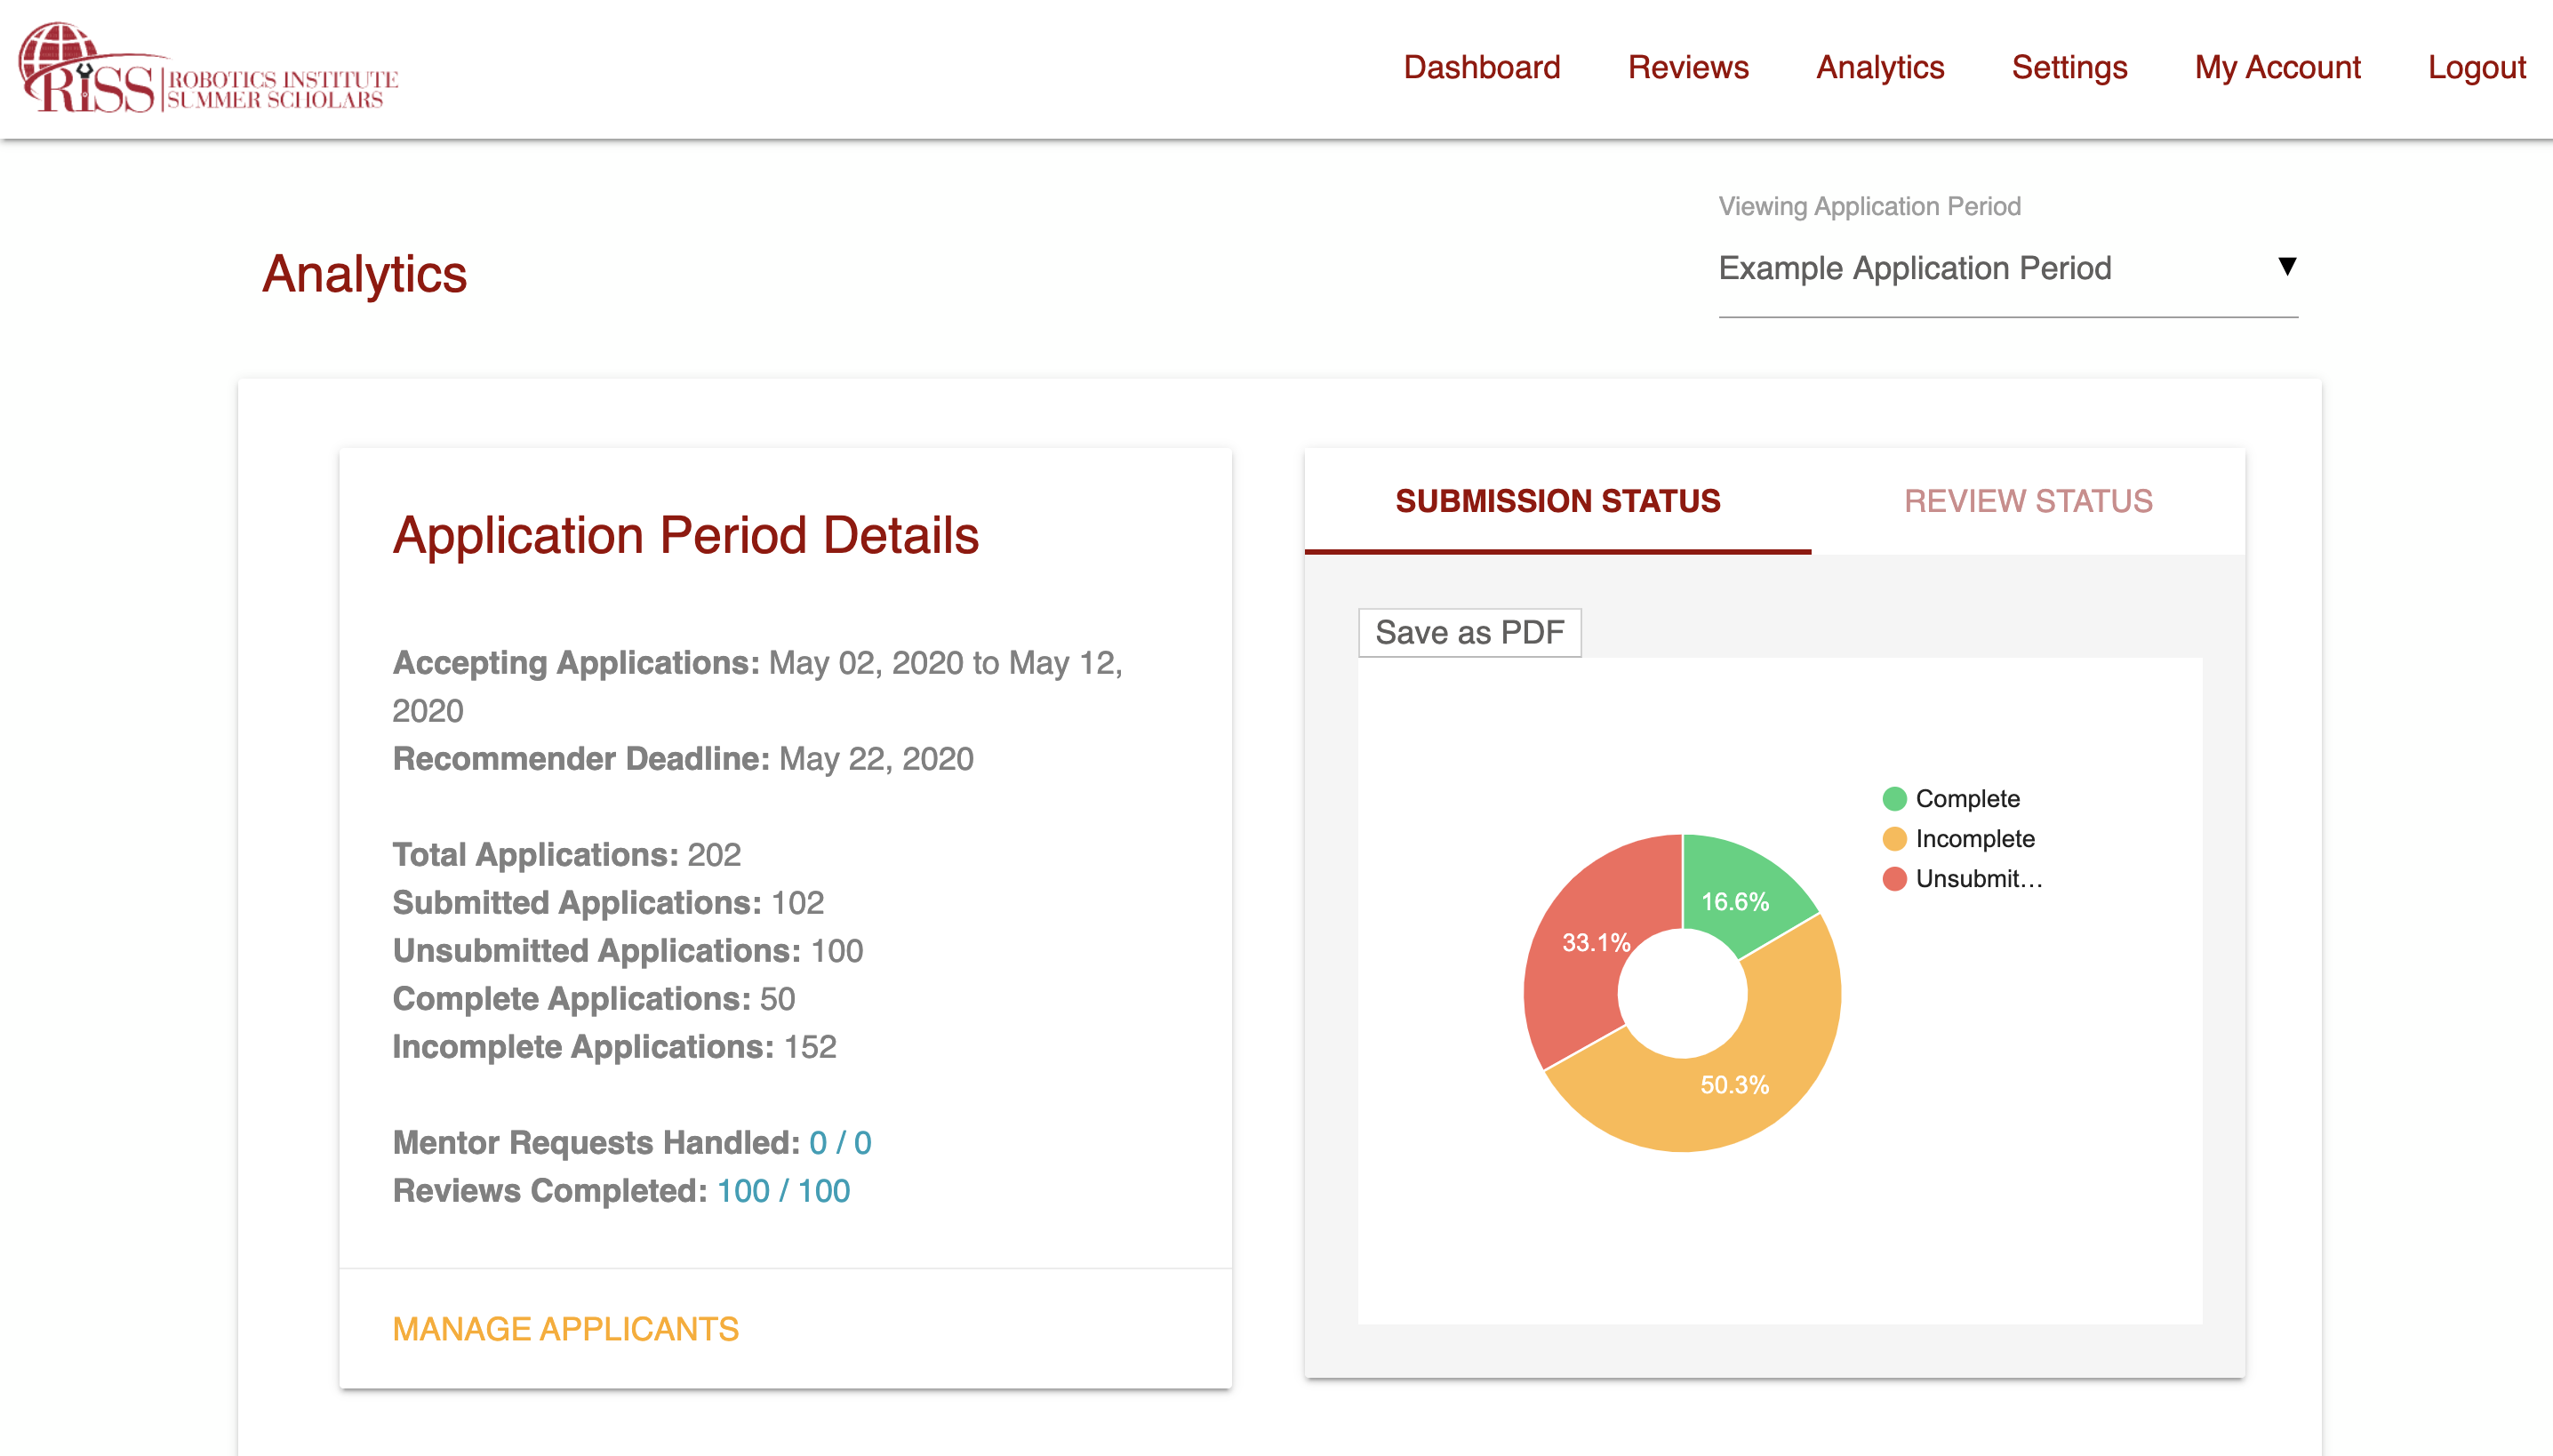 RiSS ROBOTICS INSTITUTE
SUMMER SCHOLARS
Dashboard Reviews Analytics Settings My Account Logout
Viewing Application Period
Analytics
Example Application Period ▼
Application Period Details
Accepting Applications: May 02, 2020 to May 12,
2020
Recommender Deadline: May 22, 2020
Total Applications: 202
Submitted Applications: 102
Unsubmitted Applications: 100
Complete Applications: 50
Incomplete Applications: 152
Mentor Requests Handled: 0 / 0
Reviews Completed: 100 / 100
MANAGE APPLICANTS
SUBMISSION STATUS REVIEW STATUS
Save as PDF
Complete
Incomplete
Unsubmit...
16.6%
33.1%
50.3%